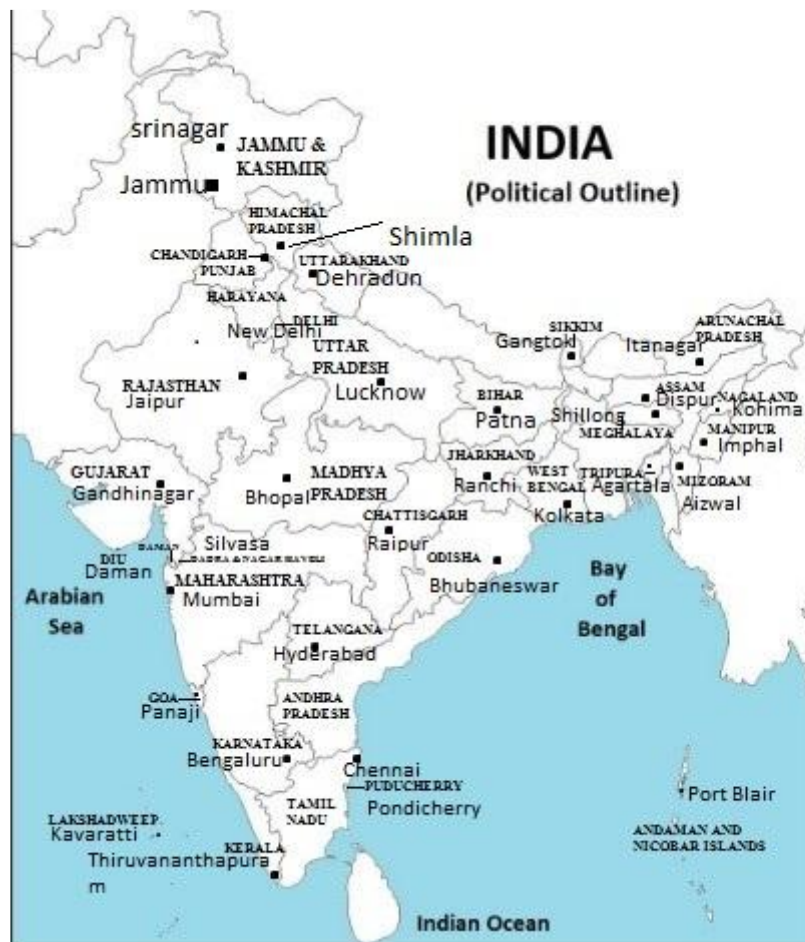 INDIA
(Political Outline)
srinagar
JAMMU &
KASHMIR
Jammu
HIMACHAL
PRADESH
Shimla
CHANDIGARH
PUNJAB
UTTARAKHAND
Dehradun
HARAYANA
DELHI
New Delhi
UTTAR
PRADESH
Lucknow
RAJASTHAN
Jaipur
SIKKIM
Gangtok
ARUNACHAL
PRADESH
Itanagar
ASSAM
Dispur
NAGALAND
Kohima
BIHAR
Patna
Shillong
MEGHALAYA
MANIPUR
Imphal
GUJARAT
Gandhinagar
MADHYA
PRADESH
Bhopal
JHARKHAND
Ranchi
WEST
BENGAL
Kolkata
TRIPURA
Agartala
MIZORAM
Aizwal
CHATTISGARH
Raipur
ODISHA
Bhubaneswar
DAMAN
Silvasa
DADRA & NAGAR HAVELI
DIU
Daman
MAHARASHTRA
Mumbai
Arabian
Sea
Bay
of
Bengal
TELANGANA
Hyderabad
GOA
Panaji
ANDHRA
PRADESH
KARNATAKA
Bengaluru
Chennai
PUDUCHERRY
Pondicherry
TAMIL
NADU
LAKSHADWEEP
Kavaratti
KERALA
Thiruvananthapura
m
Port Blair
ANDAMAN AND
NICOBAR ISLANDS
Indian Ocean